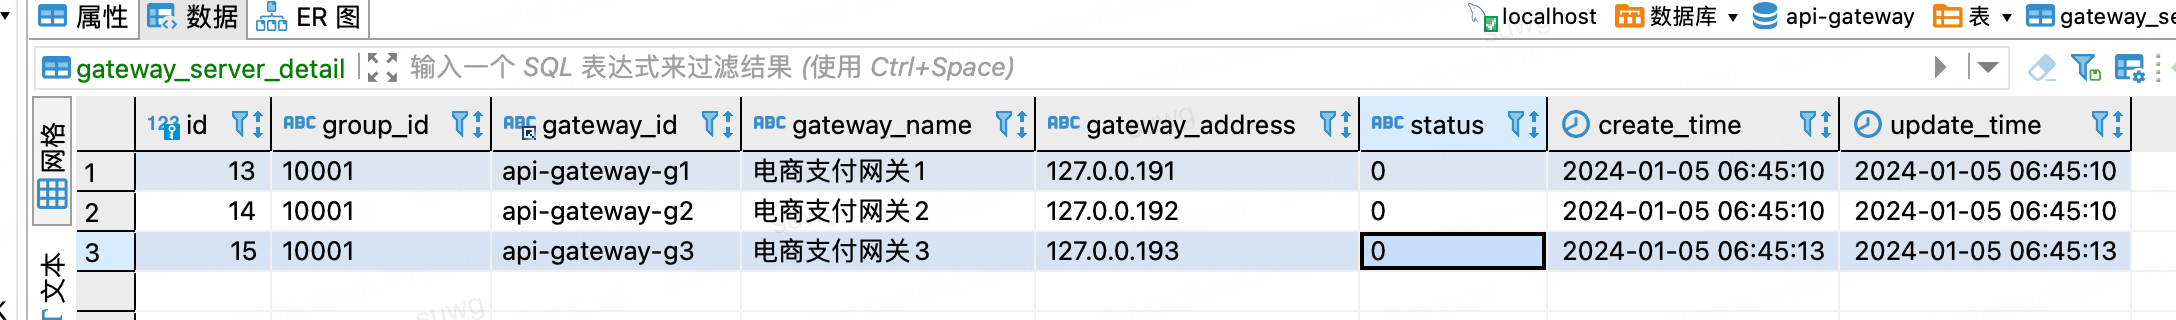 属性 数据 ER 图 localhost 数据库 api-gateway 表 gateway_se
gateway_server_detail 输入一个 SQL 表达式来过滤结果 (使用 Ctrl+Space)
网格
文本
123 id ABC group_id ABC gateway_id ABC gateway_name ABC gateway_address ABC status create_time update_time
1 13 10001 api-gateway-g1 电商支付网关1 127.0.0.191 0 2024-01-05 06:45:10 2024-01-05 06:45:10
2 14 10001 api-gateway-g2 电商支付网关2 127.0.0.192 0 2024-01-05 06:45:10 2024-01-05 06:45:10
3 15 10001 api-gateway-g3 电商支付网关3 127.0.0.193 0 2024-01-05 06:45:13 2024-01-05 06:45:13
suwg